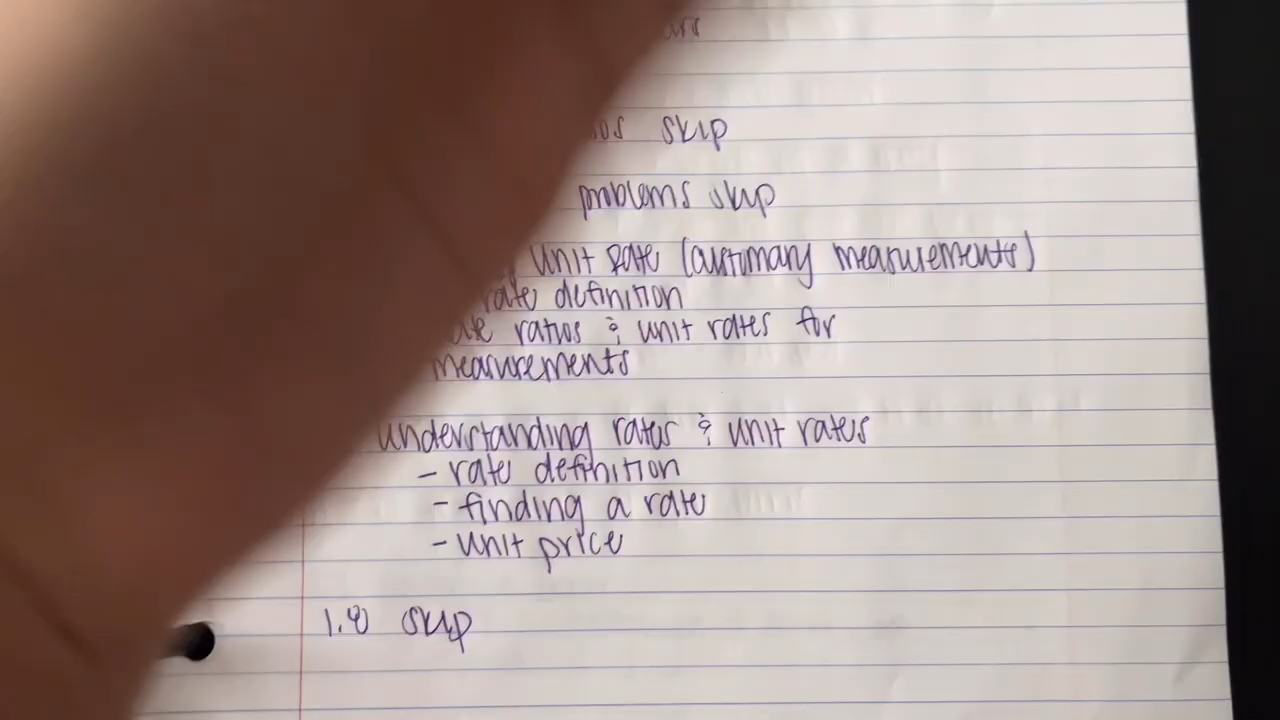 skip
problems skip
unit Rate (customary measurements)
rate definition
ratios & unit rates for
measurements
understanding rates & unit rates
- rate definition
- finding a rate
- unit price
1.8 skip